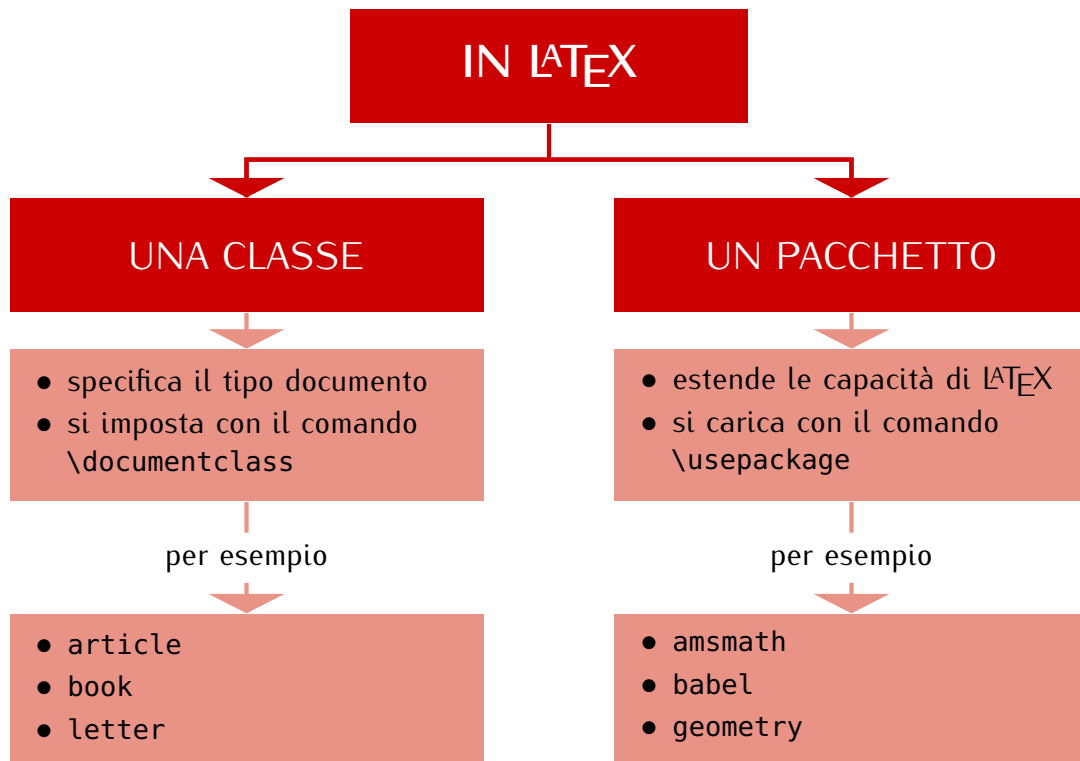 IN LATEX
UNA CLASSE
UN PACCHETTO
● specifica il tipo documento
● si imposta con il comando
\documentclass
● estende le capacità di LATEX
● si carica con il comando
\usepackage
per esempio
per esempio
● article
● book
● letter
● amsmath
● babel
● geometry